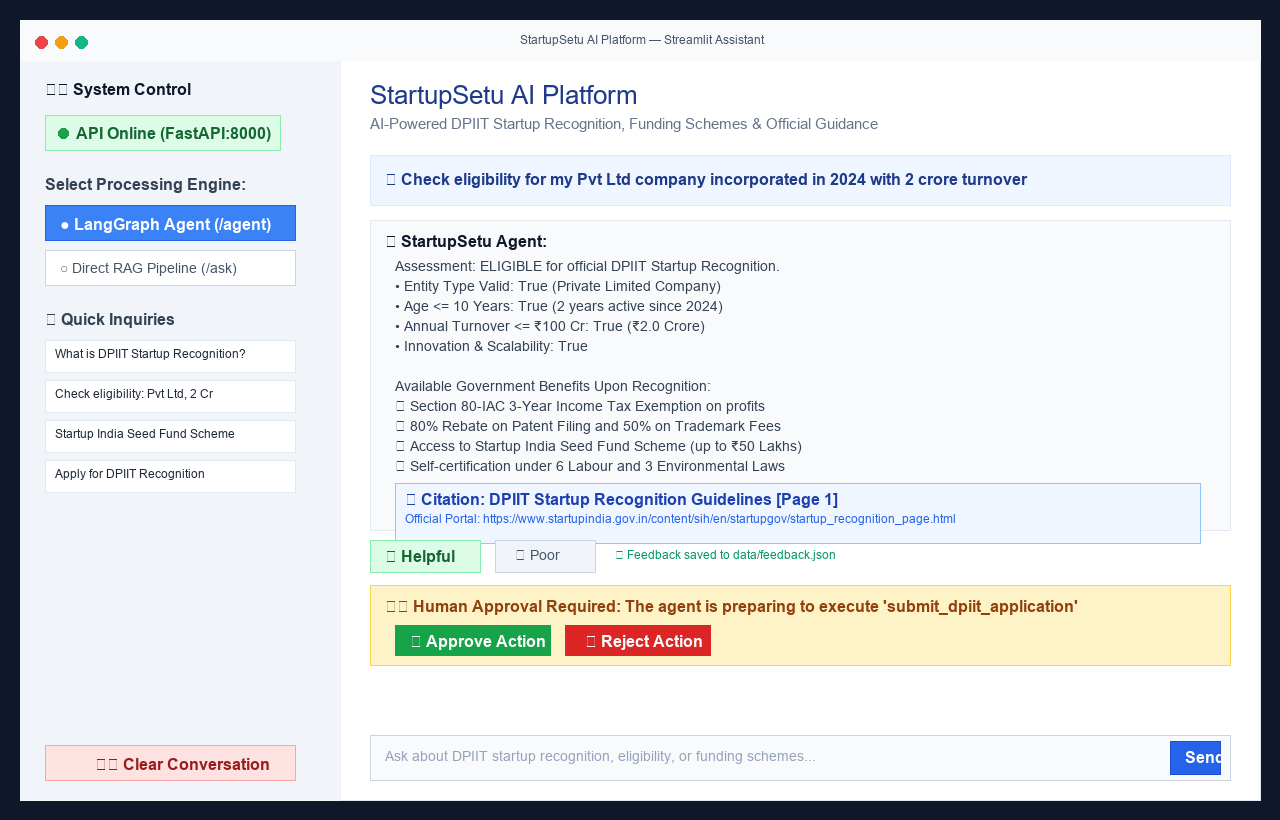 StartupSetu AI Platform — Streamlit Assistant
System Control
● API Online (FastAPI:8000)
Select Processing Engine:
● LangGraph Agent (/agent)
○ Direct RAG Pipeline (/ask)
Quick Inquiries
What is DPIIT Startup Recognition?
Check eligibility: Pvt Ltd, 2 Cr
Startup India Seed Fund Scheme
Apply for DPIIT Recognition
Clear Conversation
StartupSetu AI Platform
AI-Powered DPIIT Startup Recognition, Funding Schemes & Official Guidance
Check eligibility for my Pvt Ltd company incorporated in 2024 with 2 crore turnover
StartupSetu Agent:
Assessment: ELIGIBLE for official DPIIT Startup Recognition.
• Entity Type Valid: True (Private Limited Company)
• Age <= 10 Years: True (2 years active since 2024)
• Annual Turnover <= ₹100 Cr: True (₹2.0 Crore)
• Innovation & Scalability: True
Available Government Benefits Upon Recognition:
Section 80-IAC 3-Year Income Tax Exemption on profits
80% Rebate on Patent Filing and 50% on Trademark Fees
Access to Startup India Seed Fund Scheme (up to ₹50 Lakhs)
Self-certification under 6 Labour and 3 Environmental Laws
Citation: DPIIT Startup Recognition Guidelines [Page 1]
Official Portal: https://www.startupindia.gov.in/content/sih/en/startupgov/startup_recognition_page.html
Helpful
Poor
Feedback saved to data/feedback.json
Human Approval Required: The agent is preparing to execute 'submit_dpiit_application'
Approve Action
Reject Action
Ask about DPIIT startup recognition, eligibility, or funding schemes...
Send